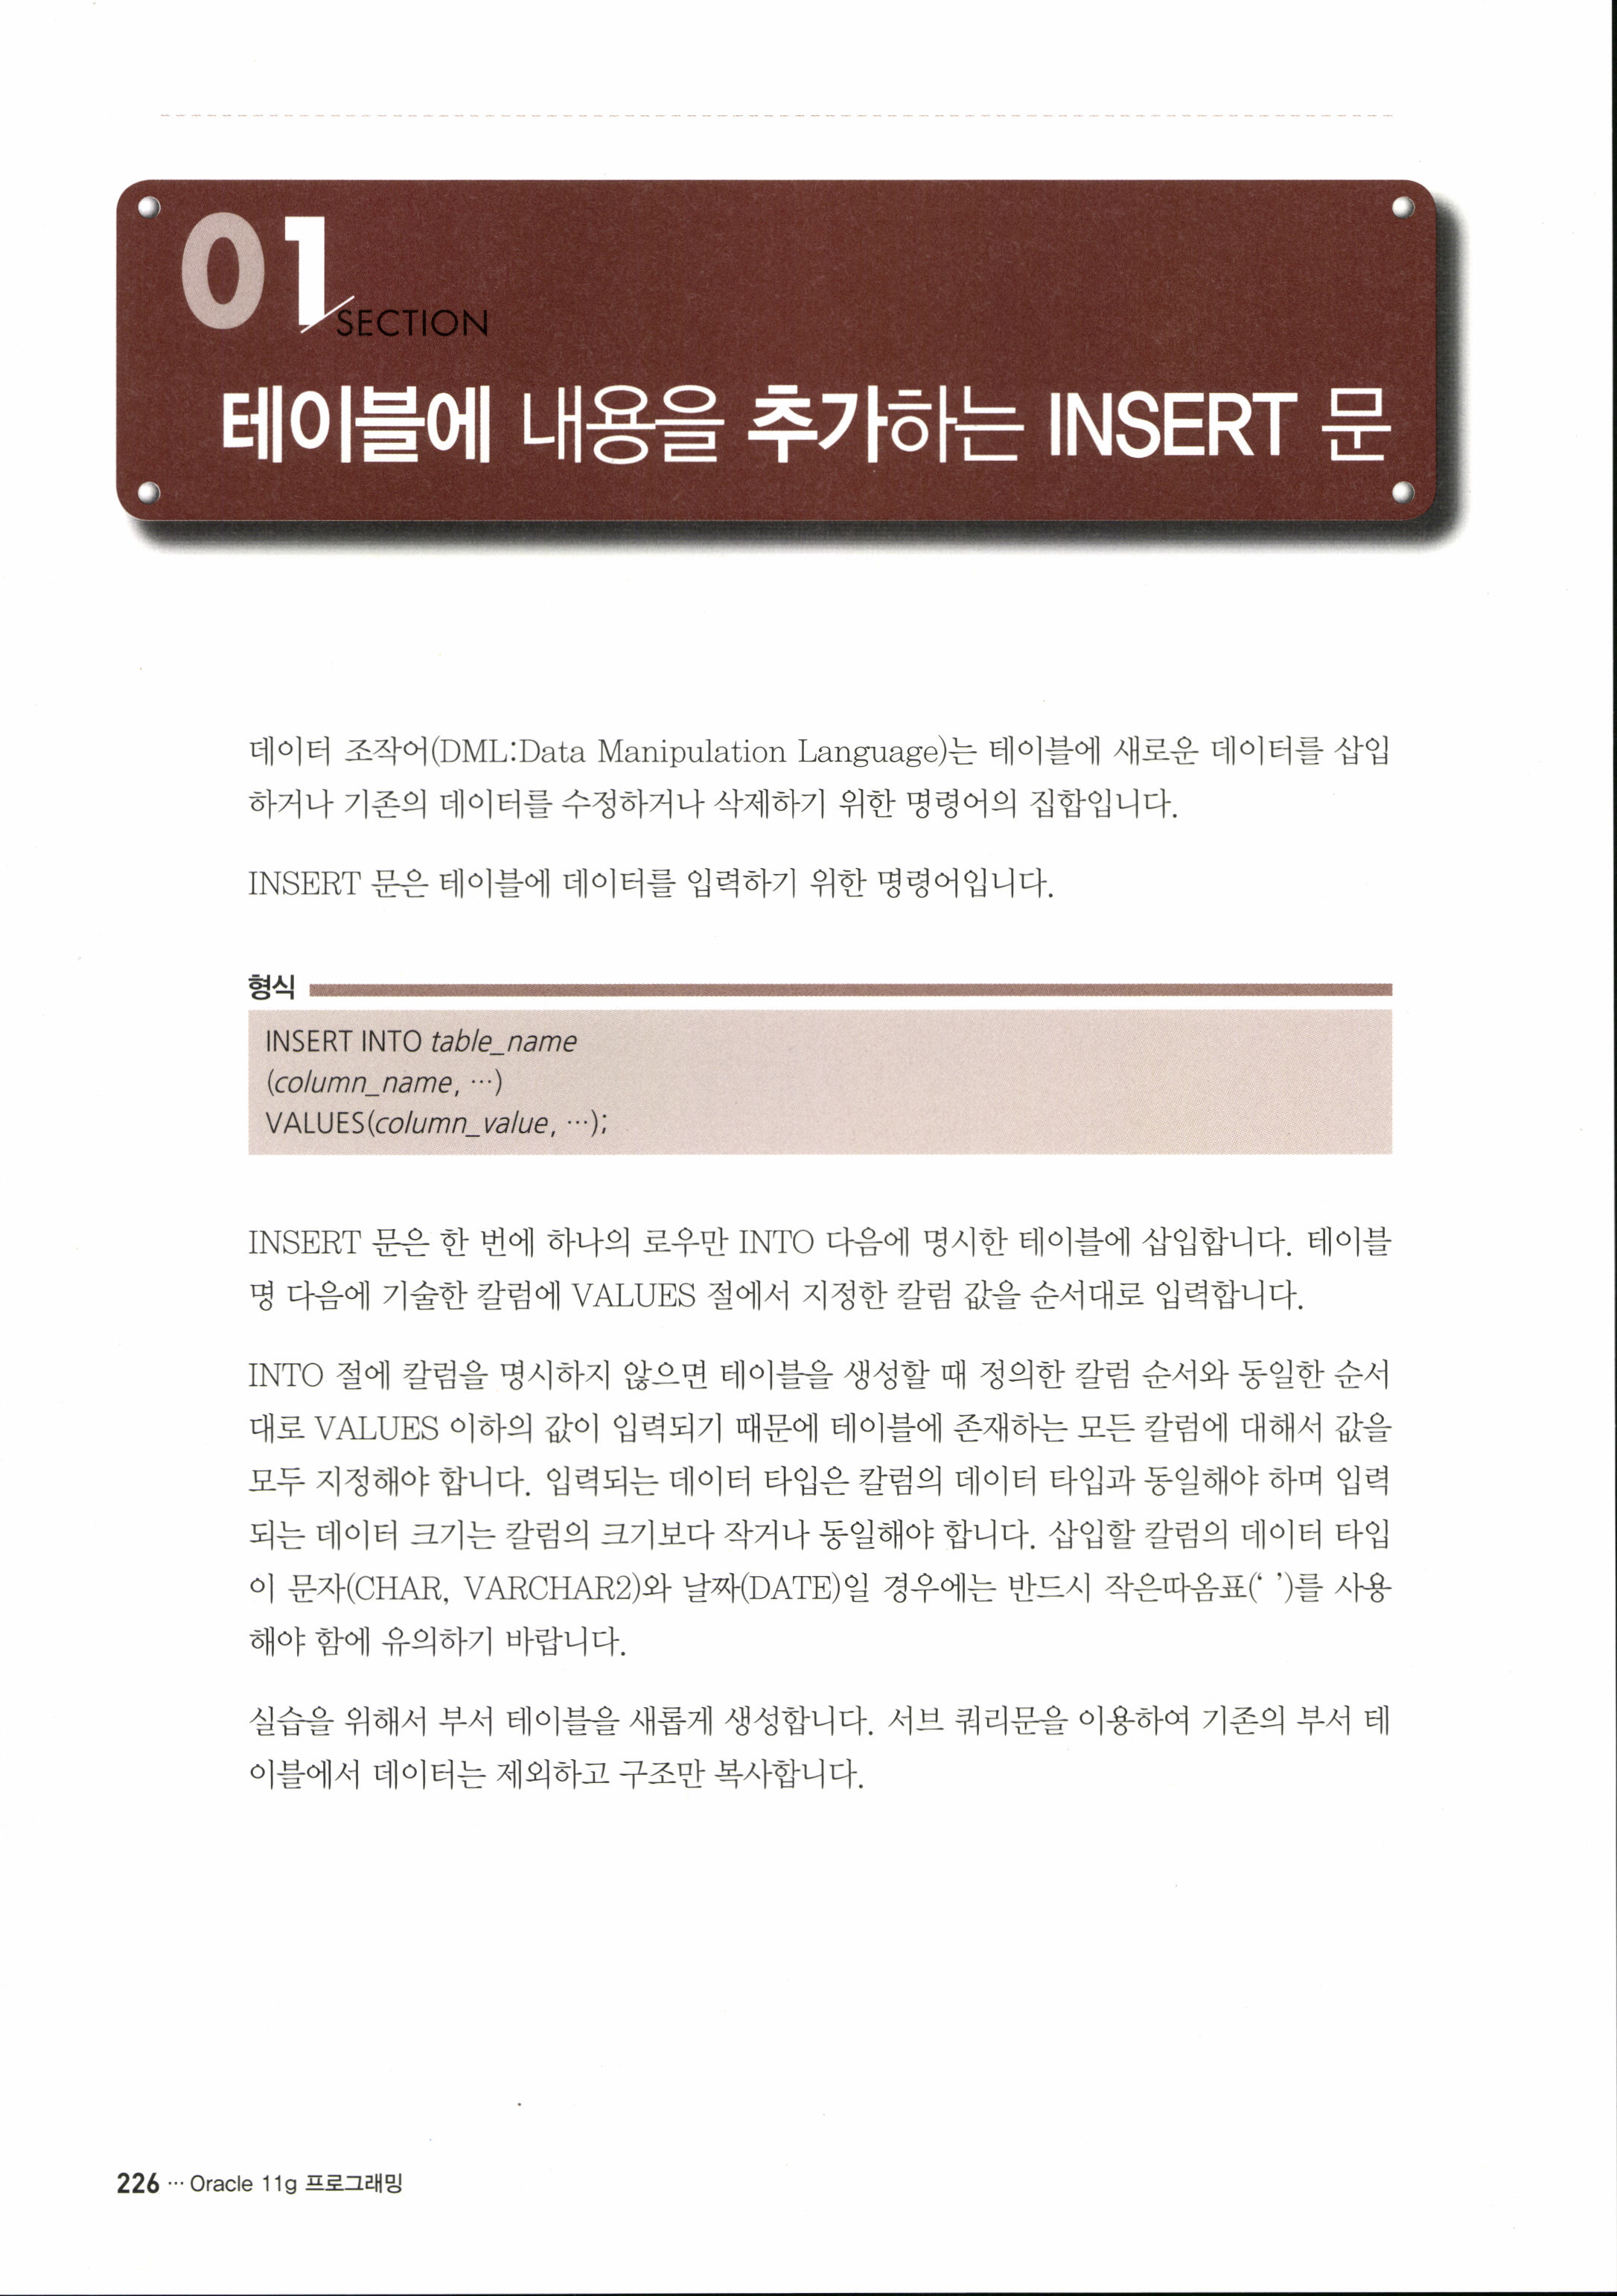 01
SECTION
테이블에 내용을 추가하는 INSERT 문
데이터 조작어(DML:Data Manipulation Language)는 테이블에 새로운 데이터를 삽입
하거나 기존의 데이터를 수정하거나 삭제하기 위한 명령어의 집합입니다.
INSERT 문은 테이블에 데이터를 입력하기 위한 명령어입니다.
형식
INSERT INTO table_name
(column_name, ⋯)
VALUES(column_value, ⋯);
INSERT 문은 한 번에 하나의 로우만 INTO 다음에 명시한 테이블에 삽입합니다. 테이블
명 다음에 기술한 칼럼에 VALUES 절에서 지정한 칼럼 값을 순서대로 입력합니다.
INTO 절에 칼럼을 명시하지 않으면 테이블을 생성할 때 정의한 칼럼 순서와 동일한 순서
대로 VALUES 이하의 값이 입력되기 때문에 테이블에 존재하는 모든 칼럼에 대해서 값을
모두 지정해야 합니다. 입력되는 데이터 타입은 칼럼의 데이터 타입과 동일해야 하며 입력
되는 데이터 크기는 칼럼의 크기보다 작거나 동일해야 합니다. 삽입할 칼럼의 데이터 타입
이 문자(CHAR, VARCHAR2)와 날짜(DATE)일 경우에는 반드시 작은따옴표(‘ ’)를 사용
해야 함에 유의하기 바랍니다.
실습을 위해서 부서 테이블을 새롭게 생성합니다. 서브 쿼리문을 이용하여 기존의 부서 테
이블에서 데이터는 제외하고 구조만 복사합니다.
226 ⋯ Oracle 11g 프로그래밍